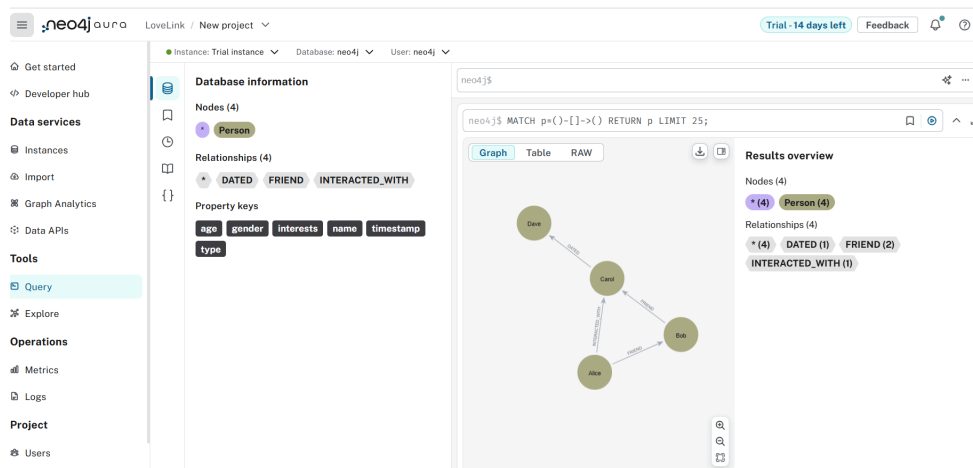 neo4j aura
LoveLink / New project
Trial - 14 days left
Feedback
Instance: Trial instance
Database: neo4j
User: neo4j
Get started
Developer hub
Data services
Instances
Import
Graph Analytics
Data APIs
Tools
Query
Explore
Operations
Metrics
Logs
Project
Users
Database information
Nodes (4)
* Person
Relationships (4)
* DATED FRIEND INTERACTED_WITH
Property keys
age gender interests name timestamp
type
neo4j$
neo4j$ MATCH p=()-[]->() RETURN p LIMIT 25;
Graph Table RAW
Dave
DATED
Carol
INTERACTED_WITH
FRIEND
Bob
FRIEND
Alice
Results overview
Nodes (4)
* (4) Person (4)
Relationships (4)
* (4) DATED (1) FRIEND (2)
INTERACTED_WITH (1)